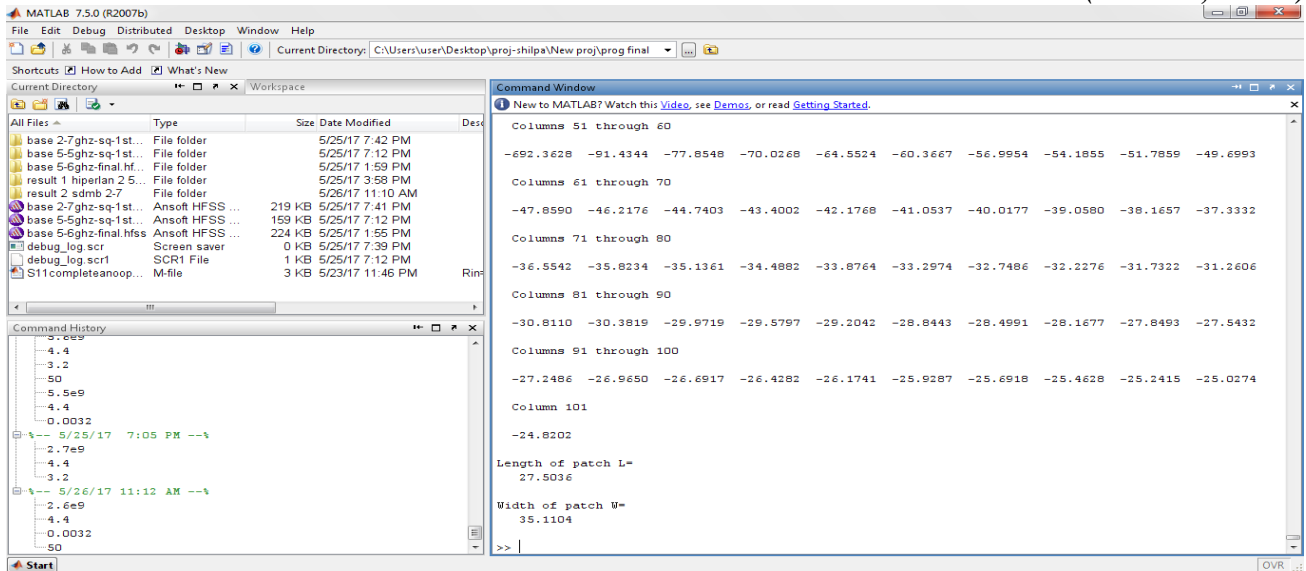 MATLAB 7.5.0 (R2007b)
File Edit Debug Distributed Desktop Window Help
Current Directory: C:\Users\user\Desktop\proj-shilpa\New proj\prog final
Shortcuts How to Add What's New
Current Directory Workspace
All Files Type Size Date Modified Desc
base 2-7ghz-sq-1st... File folder 5/25/17 7:42 PM
base 5-5ghz-sq-1st... File folder 5/25/17 7:12 PM
base 5-6ghz-final.hf... File folder 5/25/17 1:59 PM
result 1 hiperlan 2 5... File folder 5/25/17 3:58 PM
result 2 sdmb 2-7 File folder 5/26/17 11:10 AM
base 2-7ghz-sq-1st... Ansoft HFSS ... 219 KB 5/25/17 7:41 PM
base 5-5ghz-sq-1st... Ansoft HFSS ... 159 KB 5/25/17 7:12 PM
base 5-6ghz-final.hfss Ansoft HFSS ... 224 KB 5/25/17 1:55 PM
debug_log.scr Screen saver 0 KB 5/25/17 7:39 PM
debug_log.scr1 SCR1 File 1 KB 5/25/17 7:12 PM
S11completeanoop... M-file 3 KB 5/23/17 11:46 PM Rin=
Command History
4.4
3.2
50
5.5e9
4.4
0.0032
%-- 5/25/17 7:05 PM --%
2.7e9
4.4
3.2
%-- 5/26/17 11:12 AM --%
2.6e9
4.4
0.0032
50
Command Window
New to MATLAB? Watch this Video, see Demos, or read Getting Started.
Columns 51 through 60
-692.3628 -91.4344 -77.8548 -70.0268 -64.5524 -60.3667 -56.9954 -54.1855 -51.7859 -49.6993
Columns 61 through 70
-47.8590 -46.2176 -44.7403 -43.4002 -42.1768 -41.0537 -40.0177 -39.0580 -38.1657 -37.3332
Columns 71 through 80
-36.5542 -35.8234 -35.1361 -34.4882 -33.8764 -33.2974 -32.7486 -32.2276 -31.7322 -31.2606
Columns 81 through 90
-30.8110 -30.3819 -29.9719 -29.5797 -29.2042 -28.8443 -28.4991 -28.1677 -27.8493 -27.5432
Columns 91 through 100
-27.2486 -26.9650 -26.6917 -26.4282 -26.1741 -25.9287 -25.6918 -25.4628 -25.2415 -25.0274
Column 101
-24.8202
Length of patch L=
27.5036
Width of patch W=
35.1104
>>
Start
OVR